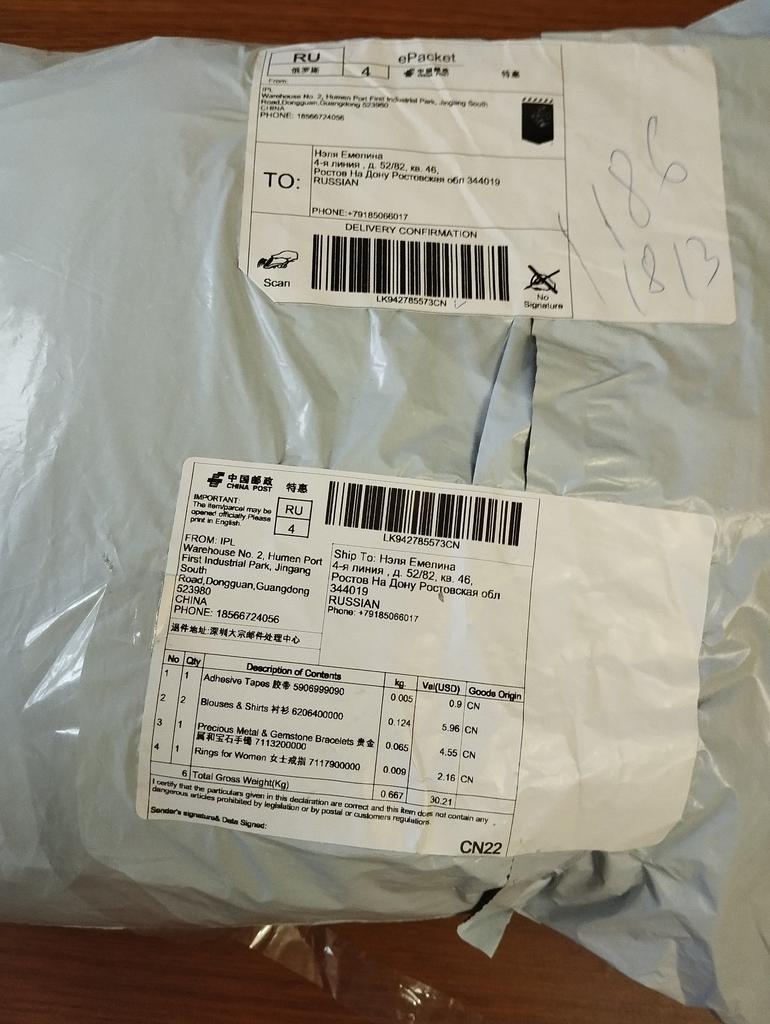 RU
俄罗斯
4
ePacket
中国邮政
CHINA POST
特惠
From:
IPL
Warehouse No. 2, Humen Port First Industrial Park, Jingang South
Road,Dongguan,Guangdong 523980
CHINA
PHONE: 18566724056
TO:
Нэля Емелина
4-я линия , д. 52/82, кв. 46,
Ростов На Дону Ростовская обл 344019
RUSSIAN
PHONE:+79185066017
DELIVERY CONFIRMATION
Scan
LK942785573CN
No
Signature
1186
1813
中国邮政
CHINA POST
特惠
IMPORTANT:
The item/parcel may be
opened officially.Please
print in English.
RU
4
LK942785573CN
FROM: IPL
Warehouse No. 2, Humen Port
First Industrial Park, Jingang
South
Road,Dongguan,Guangdong
523980
CHINA
PHONE: 18566724056
退件地址:深圳大宗邮件处理中心
Ship To: Нэля Емелина
4-я линия , д. 52/82, кв. 46,
Ростов На Дону Ростовская обл
344019
RUSSIAN
Phone: +79185066017
No Qty Description of Contents kg Val(USD) Goods Origin
1 1 Adhesive Tapes 胶带 5906999090 0.005 0.9 CN
2 2 Blouses & Shirts 衬衫 6206400000 0.124 5.96 CN
3 1 Precious Metal & Gemstone Bracelets 贵金
属和宝石手镯 7113200000 0.065 4.55 CN
4 1 Rings for Women 女士戒指 7117900000 0.009 2.16 CN
6 Total Gross Weight(Kg) 0.667 30.21
I certify that the particulars given in this declaration are correct and this item does not contain any
dangerous articles prohibited by legislation or by postal or customers regulations.
Sender's signature& Data Signed:
CN22